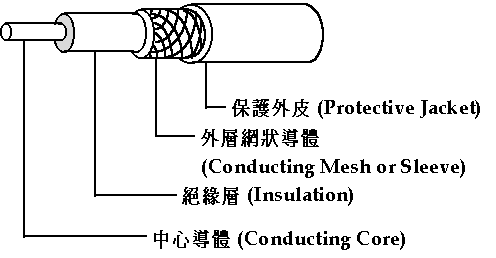 保護外皮 (Protective Jacket)
外層網狀導體
(Conducting Mesh or Sleeve)
絕緣層 (Insulation)
中心導體 (Conducting Core)